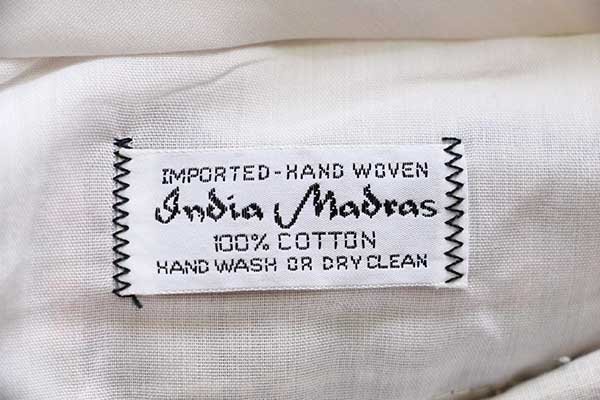 IMPORTED-HAND WOVEN
India Madras
100% COTTON
HAND WASH OR DRY CLEAN